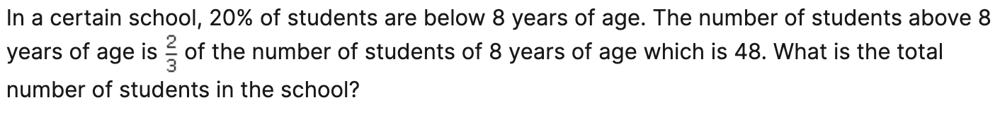 In a certain school, 20% of students are below 8 years of age. The number of students above 8
years of age is 2/3 of the number of students of 8 years of age which is 48. What is the total
number of students in the school?